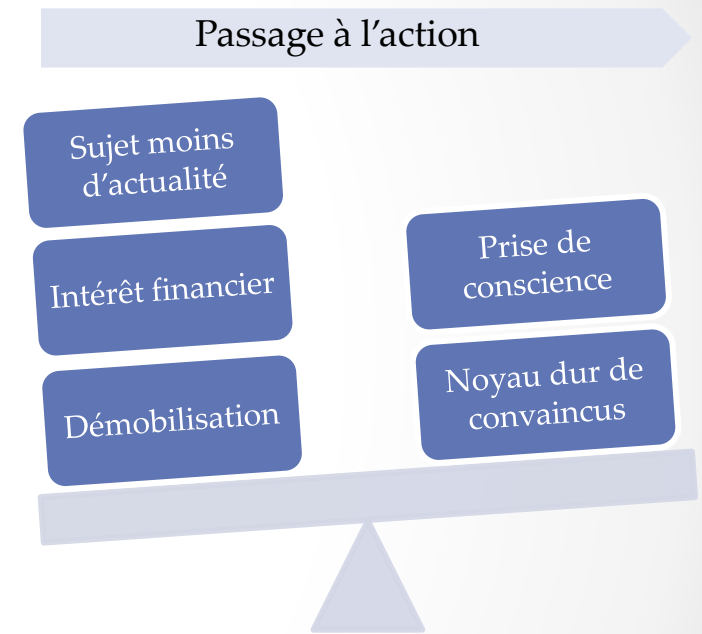 Passage à l’action
Sujet moins
d’actualité
Intérêt financier
Démobilisation
Prise de
conscience
Noyau dur de
convaincus